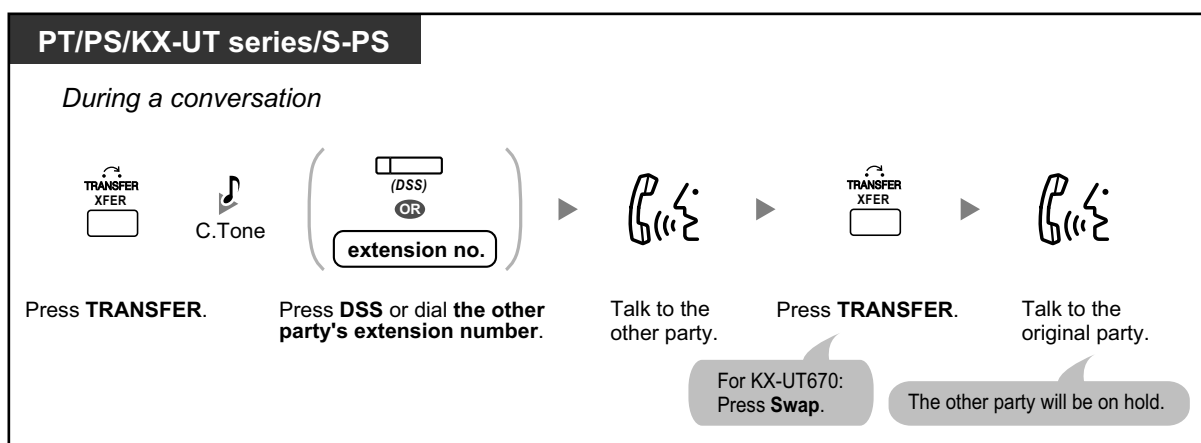 PT/PS/KX-UT series/S-PS
During a conversation
TRANSFER
XFER
C.Tone
(DSS)
OR
extension no.
TRANSFER
XFER
Press TRANSFER.
Press DSS or dial the other
party's extension number.
Talk to the
other party.
Press TRANSFER.
Talk to the
original party.
For KX-UT670:
Press Swap.
The other party will be on hold.